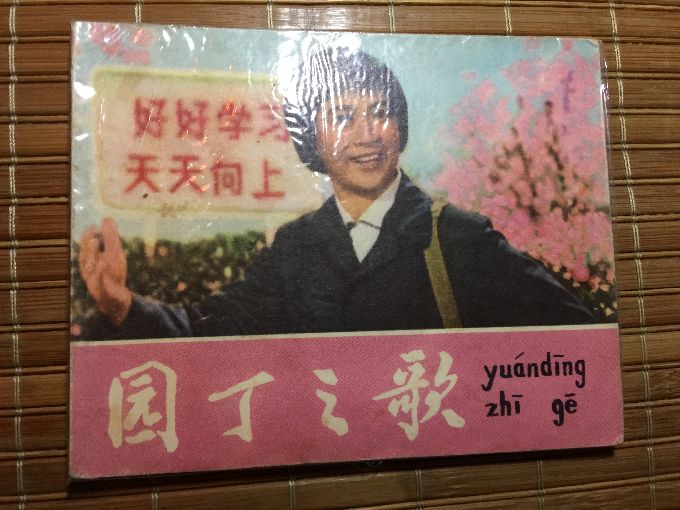 好好学习
天天向上
园丁之歌
yuándīng
zhī gē